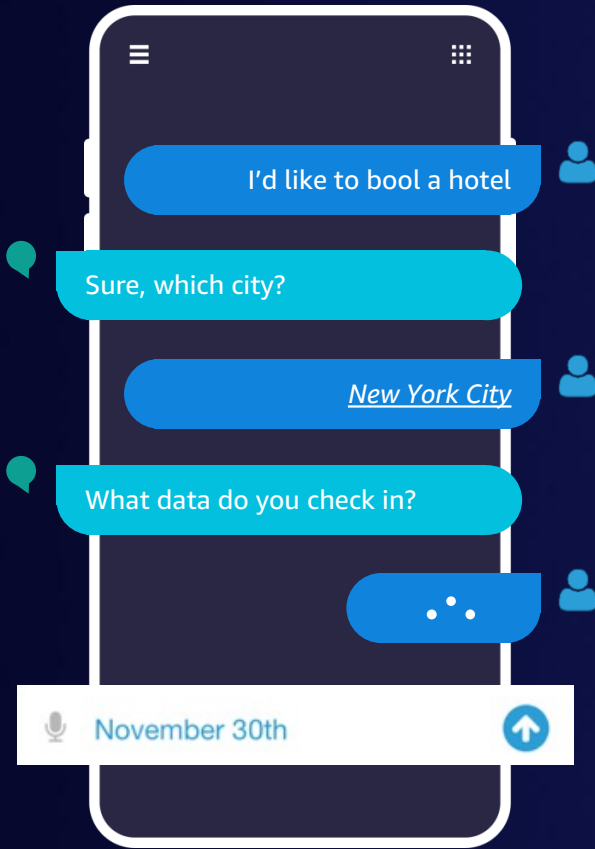 I’d like to bool a hotel
Sure, which city?
New York City
What data do you check in?
November 30th